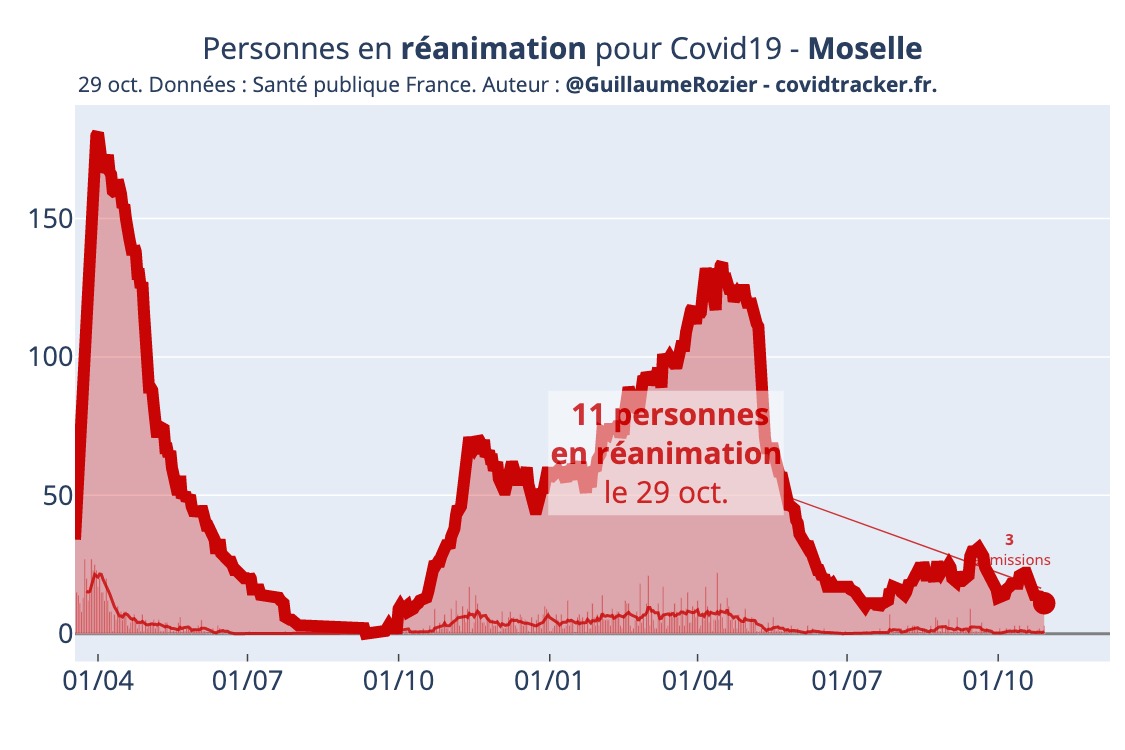 Personnes en réanimation pour Covid19 - Moselle
29 oct. Données : Santé publique France. Auteur : @GuillaumeRozier - covidtracker.fr.
150
100
50
0
11 personnes
en réanimation
le 29 oct.
3
missions
01/04
01/07
01/10
01/01
01/04
01/07
01/10